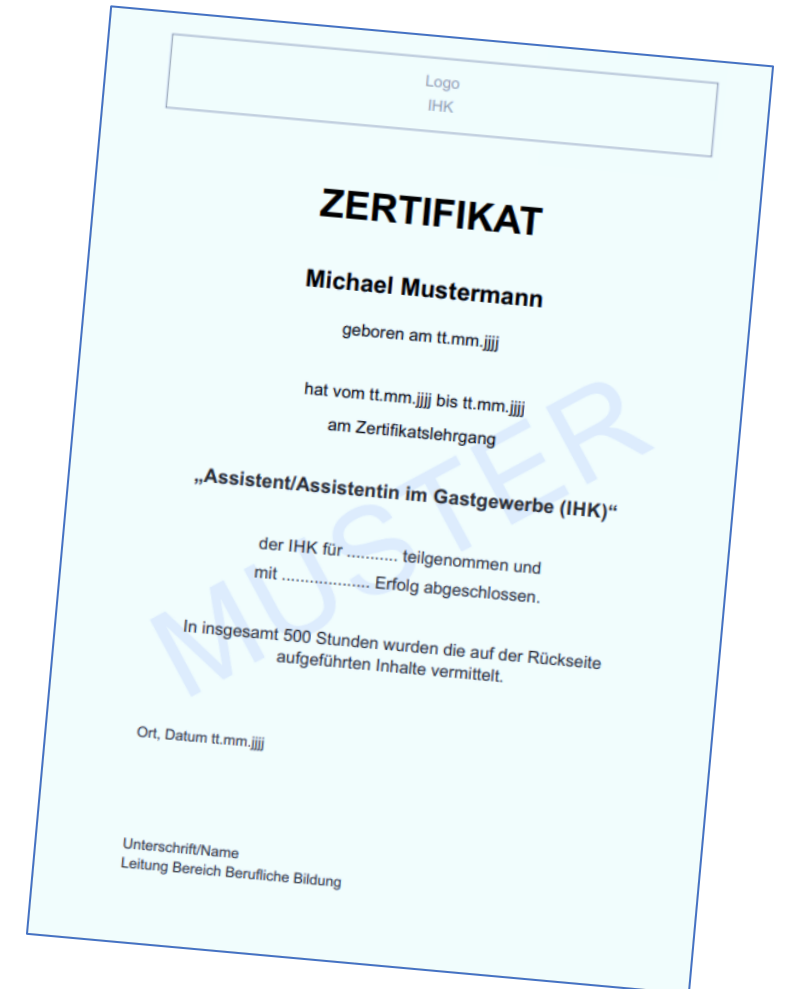 Logo
IHK
ZERTIFIKAT
Michael Mustermann
geboren am tt.mm.jjjj
hat vom tt.mm.jjjj bis tt.mm.jjjj
am Zertifikatslehrgang
„Assistent/Assistentin im Gastgewerbe (IHK)“
der IHK für ........... teilgenommen und
mit ................... Erfolg abgeschlossen.
In insgesamt 500 Stunden wurden die auf der Rückseite
aufgeführten Inhalte vermittelt.
Ort, Datum tt.mm.jjjj
Unterschrift/Name
Leitung Bereich Berufliche Bildung
MUSTER